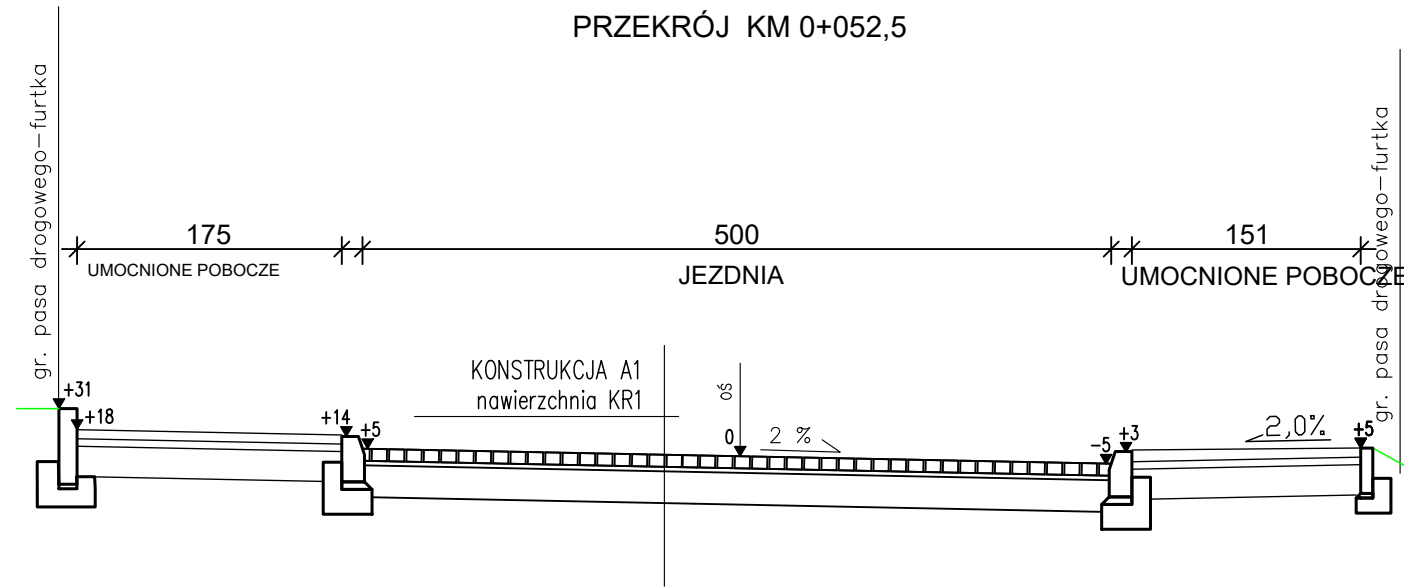 PRZEKRÓJ KM 0+052,5
gr. pasa drogowego-furtka
gr. pasa drogowego-furtka
175
500
151
UMOCNIONE POBOCZE
JEZDNIA
UMOCNIONE POBOCZE
KONSTRUKCJA A1
nawierzchnia KR1
oś
+31
+18
+14
+5
0
2 %
-5
+3
2,0%
+5